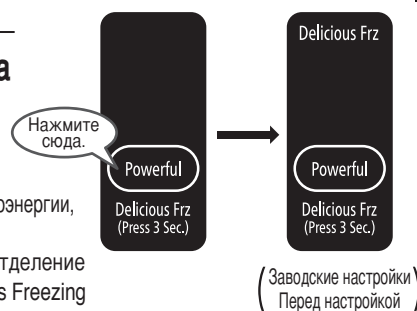 а
Нажмите
сюда.
Powerful
Delicious Frz
(Press 3 Sec.)
Delicious Frz
Powerful
Delicious Frz
(Press 3 Sec.)
оэнергии,
тделение
s Freezing
(Заводские настройки)
Перед настройкой